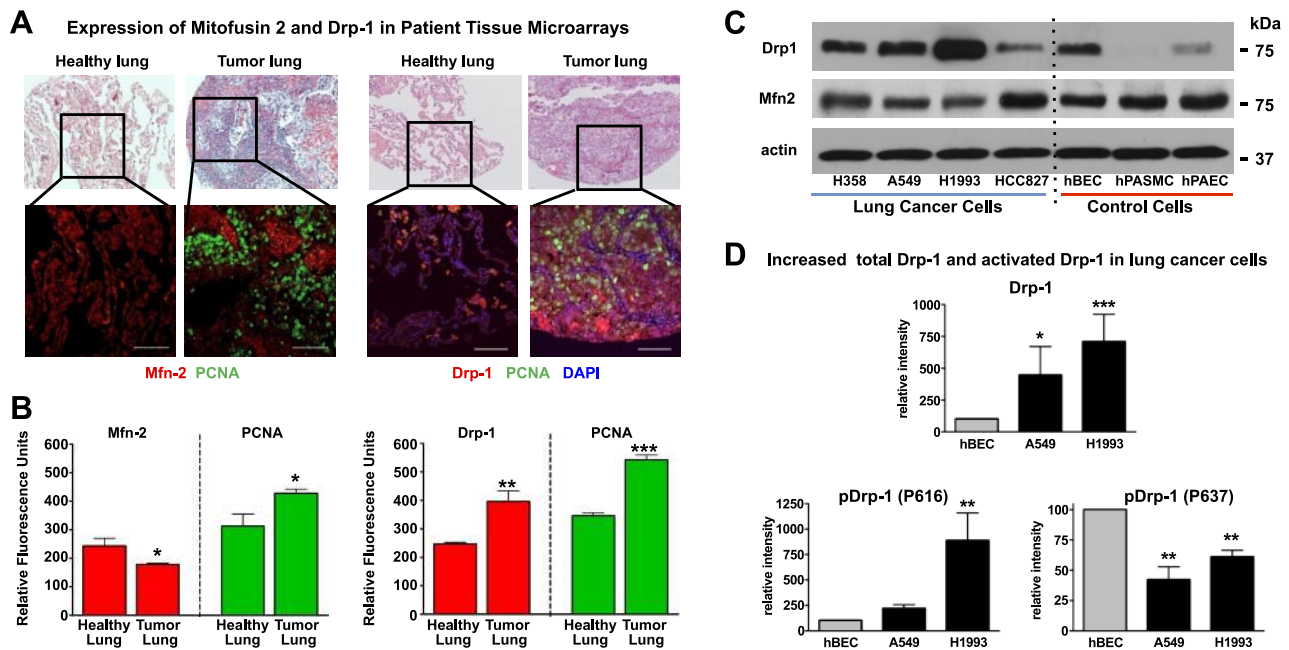 A
Expression of Mitofusin 2 and Drp-1 in Patient Tissue Microarrays
Healthy lung Tumor lung Healthy lung Tumor lung
Mfn-2 PCNA
Drp-1 PCNA DAPI
B
Relative Fluorescence Units
Mfn-2 PCNA
600
500
400
300
200
100
0
* *
Healthy Lung Tumor Lung Healthy Lung Tumor Lung
Relative Fluorescence Units
Drp-1 PCNA
600
500
400
300
200
100
0
** ***
Healthy Lung Tumor Lung Healthy Lung Tumor Lung
C
kDa
Drp1 - 75
Mfn2 - 75
actin - 37
H358 A549 H1993 HCC827 hBEC hPASMC hPAEC
Lung Cancer Cells Control Cells
D
Increased total Drp-1 and activated Drp-1 in lung cancer cells
Drp-1
relative intensity
1000
750
500
250
0
* ***
hBEC A549 H1993
pDrp-1 (P616)
relative intensity
1250
1000
750
500
250
0
**
hBEC A549 H1993
pDrp-1 (P637)
relative intensity
100
75
50
25
0
** **
hBEC A549 H1993